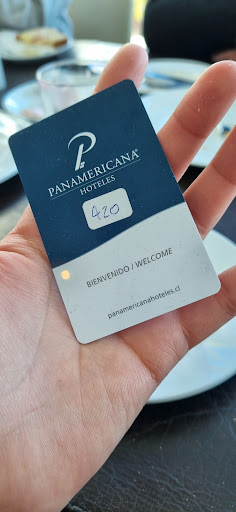 PANAMERICANA®
HOTELES
420
BIENVENIDO / WELCOME
panamericanahoteles.cl